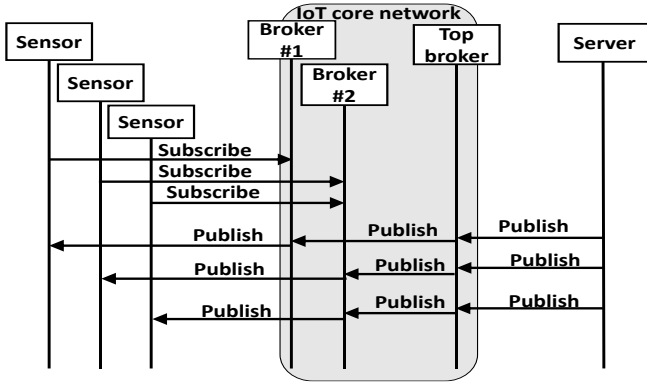 IoT core network
Sensor
Broker
#1
Top
broker
Server
Sensor
Broker
#2
Sensor
Subscribe
Subscribe
Subscribe
Publish
Publish
Publish
Publish
Publish
Publish
Publish
Publish
Publish